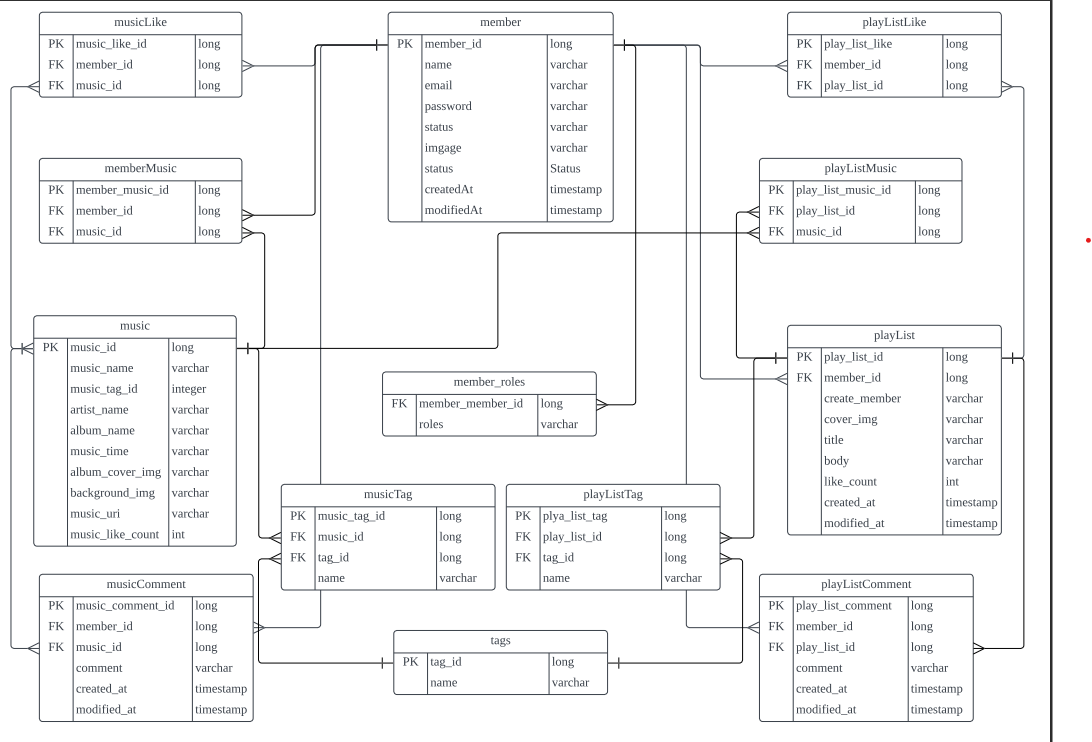 musicLike
PK music_like_id long
FK member_id long
FK music_id long
member
PK member_id long
name varchar
email varchar
password varchar
status varchar
imgage varchar
status Status
createdAt timestamp
modifiedAt timestamp
playListLike
PK play_list_like long
FK member_id long
FK play_list_id long
memberMusic
PK member_music_id long
FK member_id long
FK music_id long
playListMusic
PK play_list_music_id long
FK play_list_id long
FK music_id long
music
PK music_id long
music_name varchar
music_tag_id integer
artist_name varchar
album_name varchar
music_time varchar
album_cover_img varchar
background_img varchar
music_uri varchar
music_like_count int
member_roles
FK member_member_id long
roles varchar
playList
PK play_list_id long
FK member_id long
create_member varchar
cover_img varchar
title varchar
body varchar
like_count int
created_at timestamp
modified_at timestamp
musicTag
PK music_tag_id long
FK music_id long
FK tag_id long
name varchar
playListTag
PK plya_list_tag long
FK play_list_id long
FK tag_id long
name varchar
musicComment
PK music_comment_id long
FK member_id long
FK music_id long
comment varchar
created_at timestamp
modified_at timestamp
tags
PK tag_id long
name varchar
playListComment
PK play_list_comment long
FK member_id long
FK play_list_id long
comment varchar
created_at timestamp
modified_at timestamp